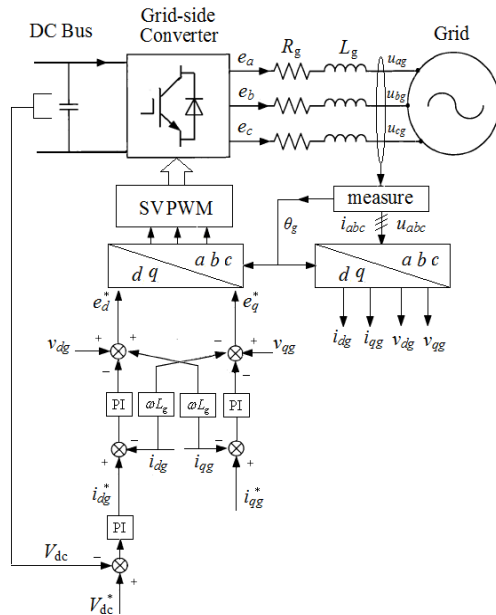 Grid-side
DC Bus Converter Grid
e_a R_g L_g u_ag
e_b u_bg
e_c u_cg
SVPWM measure
θ_g i_abc u_abc
a b c a b c
d q d q
e_d^* e_q^* i_dg i_qg v_dg v_qg
+ − 
v_dg + + − + v_qg
− −
PI ωL_g ωL_g PI
− −
+ i_dg i_qg +
i_dg^* i_qg^*
PI
V_dc −
+
V_dc^*